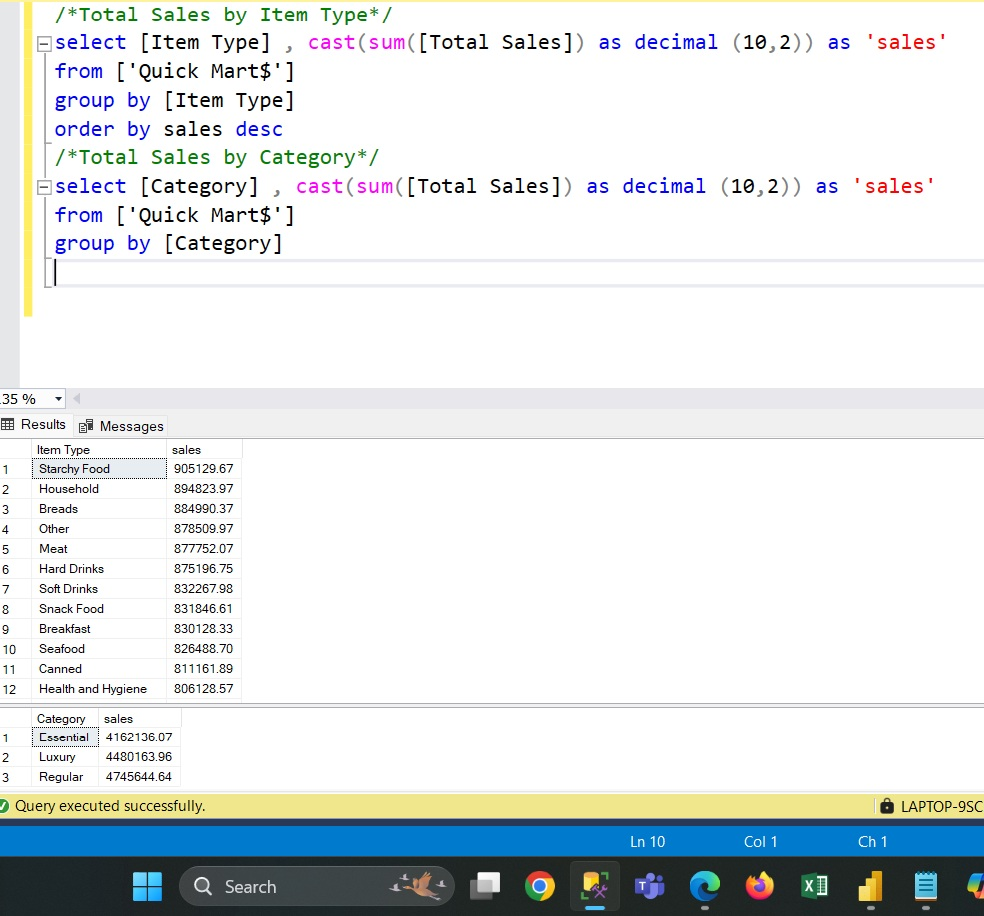 /*Total Sales by Item Type*/
select [Item Type] , cast(sum([Total Sales]) as decimal (10,2)) as 'sales'
from ['Quick Mart$']
group by [Item Type]
order by sales desc
/*Total Sales by Category*/
select [Category] , cast(sum([Total Sales]) as decimal (10,2)) as 'sales'
from ['Quick Mart$']
group by [Category]
35 %
Results Messages
Item Type sales
1 Starchy Food 905129.67
2 Household 894823.97
3 Breads 884990.37
4 Other 878509.97
5 Meat 877752.07
6 Hard Drinks 875196.75
7 Soft Drinks 832267.98
8 Snack Food 831846.61
9 Breakfast 830128.33
10 Seafood 826488.70
11 Canned 811161.89
12 Health and Hygiene 806128.57
Category sales
1 Essential 4162136.07
2 Luxury 4480163.96
3 Regular 4745644.64
Query executed successfully. LAPTOP-9SC
Ln 10 Col 1 Ch 1
Search